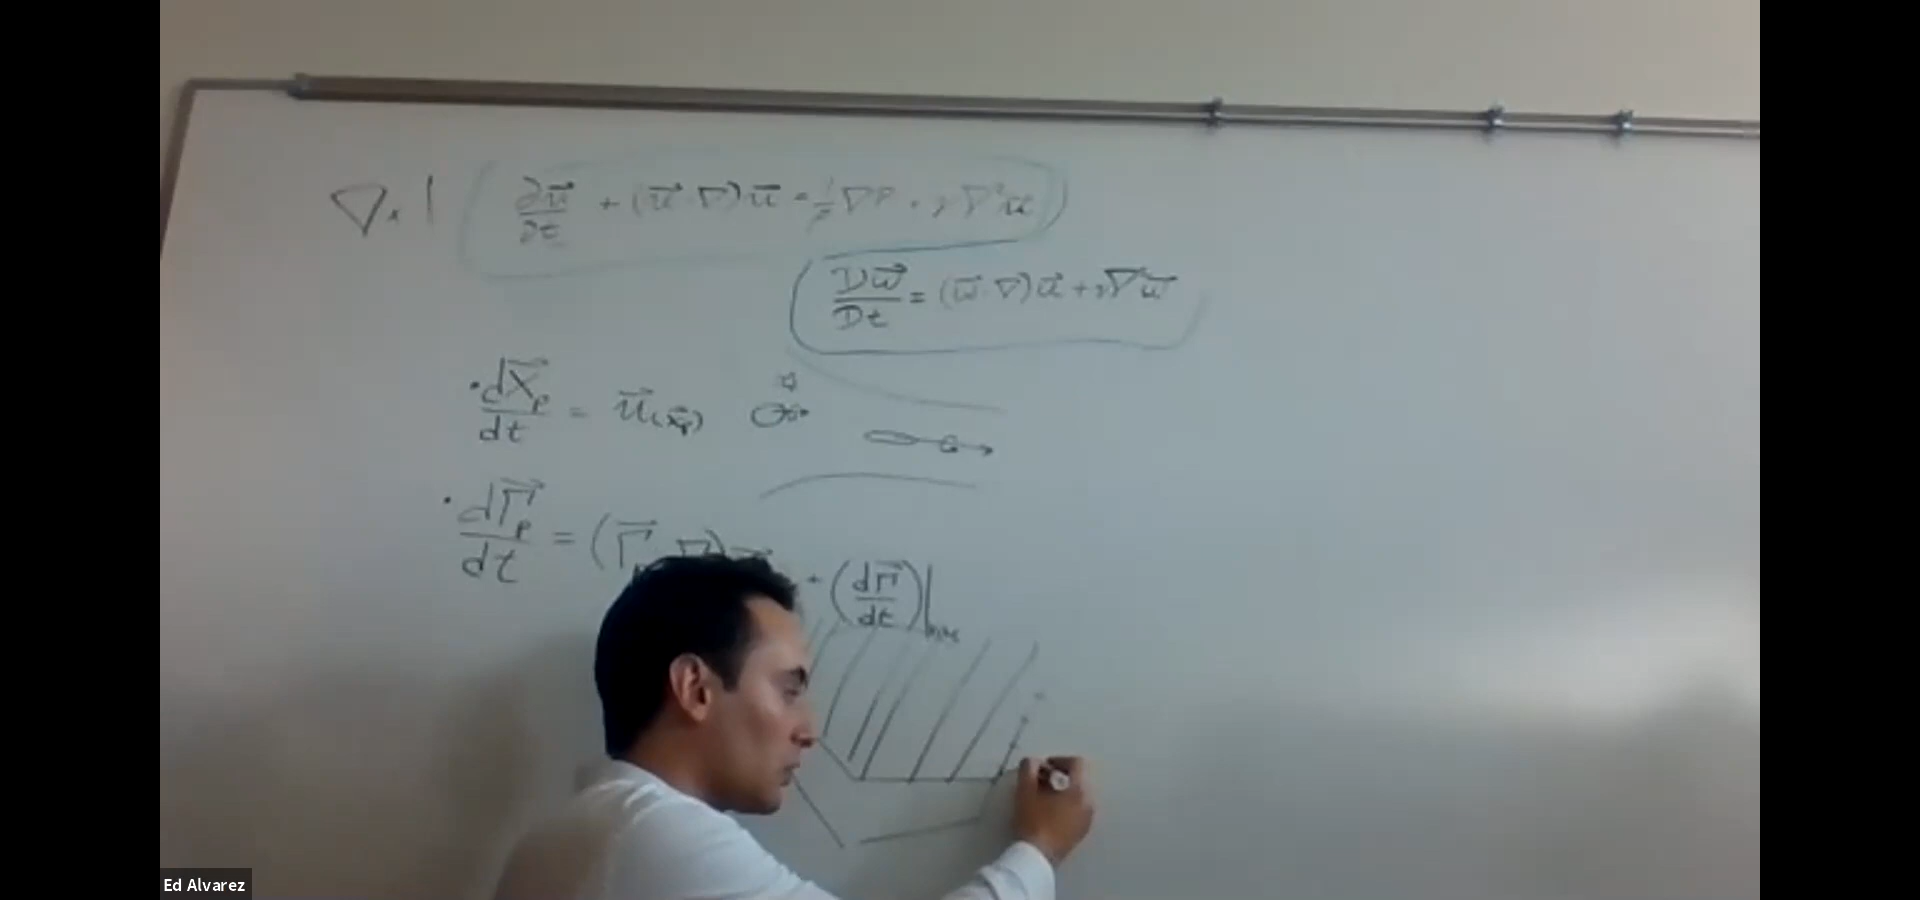 ∇× | ( ∂u⃗/∂t + (u⃗·∇)u⃗ = 1/ρ ∇P + ν∇²u⃗ )
Dω⃗/Dt = (ω⃗·∇)u⃗ + ν∇²ω⃗
· dX⃗p/dt = u⃗(x⃗p)
· dΓ⃗p/dt = (Γ⃗p·∇) + (dΓ⃗/dt)|
Ed Alvarez